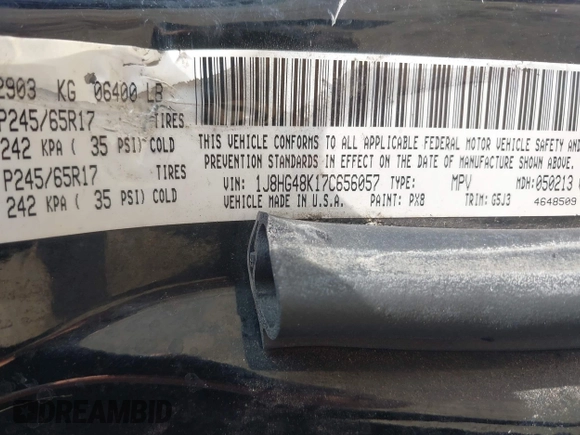 2903 KG 06400 LB
P245/65R17 TIRES
242 KPA ( 35 PSI) COLD
P245/65R17 TIRES
242 KPA ( 35 PSI) COLD
THIS VEHICLE CONFORMS TO ALL APPLICABLE FEDERAL MOTOR VEHICLE SAFETY AND
PREVENTION STANDARDS IN EFFECT ON THE DATE OF MANUFACTURE SHOWN ABOVE.
VIN: 1J8HG48K17C656057 TYPE: MPV MDH:050213
VEHICLE MADE IN U.S.A. PAINT: PX8 TRIM: G5J3
4648509
DREAMBID